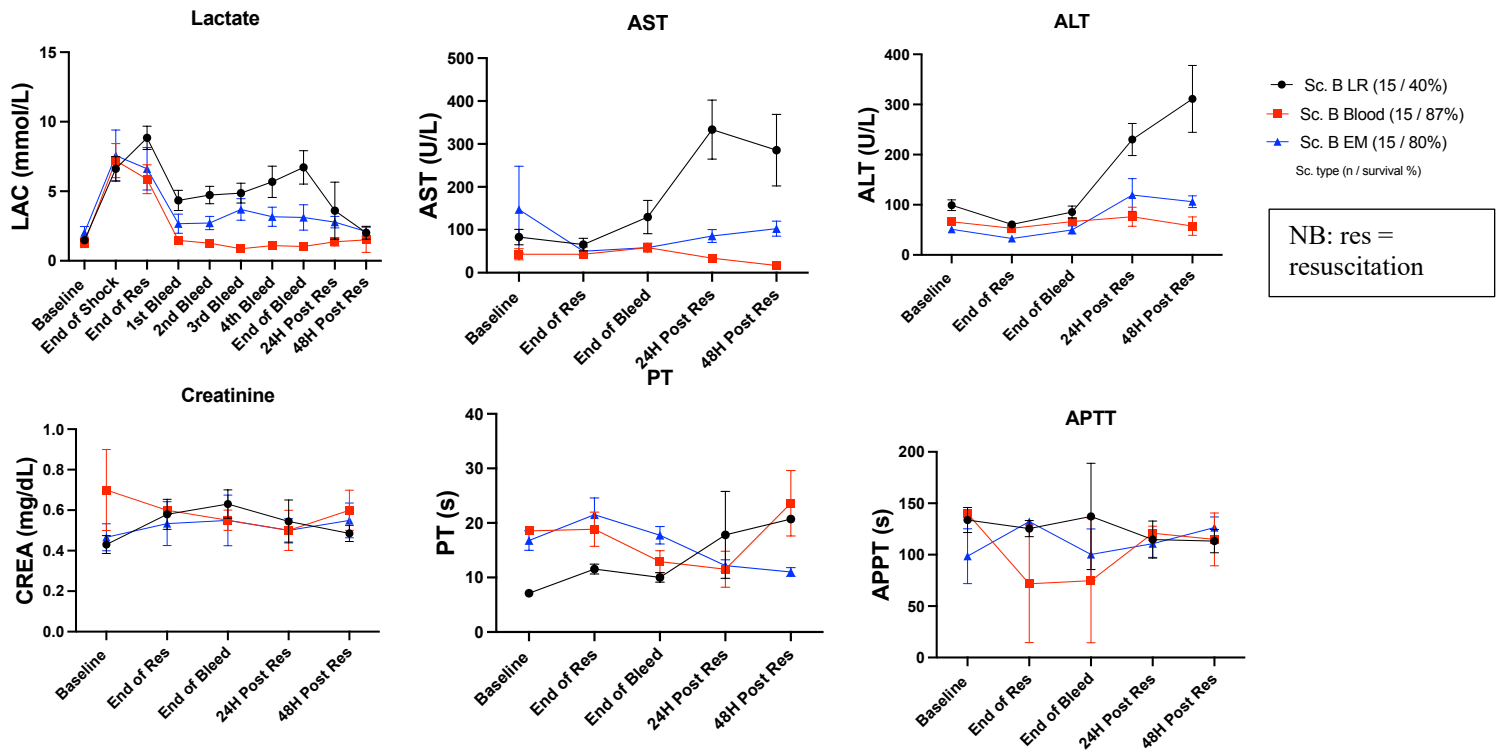 Lactate
LAC (mmol/L)
15
10
5
0
Baseline
End of Shock
End of Res
1st Bleed
2nd Bleed
3rd Bleed
4th Bleed
End of Bleed
24H Post Res
48H Post Res
AST
AST (U/L)
500
400
300
200
100
0
Baseline
End of Res
End of Bleed
24H Post Res
48H Post Res
ALT
ALT (U/L)
400
300
200
100
0
Baseline
End of Res
End of Bleed
24H Post Res
48H Post Res
Sc. B LR (15 / 40%)
Sc. B Blood (15 / 87%)
Sc. B EM (15 / 80%)
Sc. type (n / survival %)
NB: res =
resuscitation
Creatinine
CREA (mg/dL)
1.0
0.8
0.6
0.4
0.2
0.0
Baseline
End of Res
End of Bleed
24H Post Res
48H Post Res
PT
PT (s)
40
30
20
10
0
Baseline
End of Res
End of Bleed
24H Post Res
48H Post Res
APTT
APPT (s)
200
150
100
50
0
Baseline
End of Res
End of Bleed
24H Post Res
48H Post Res